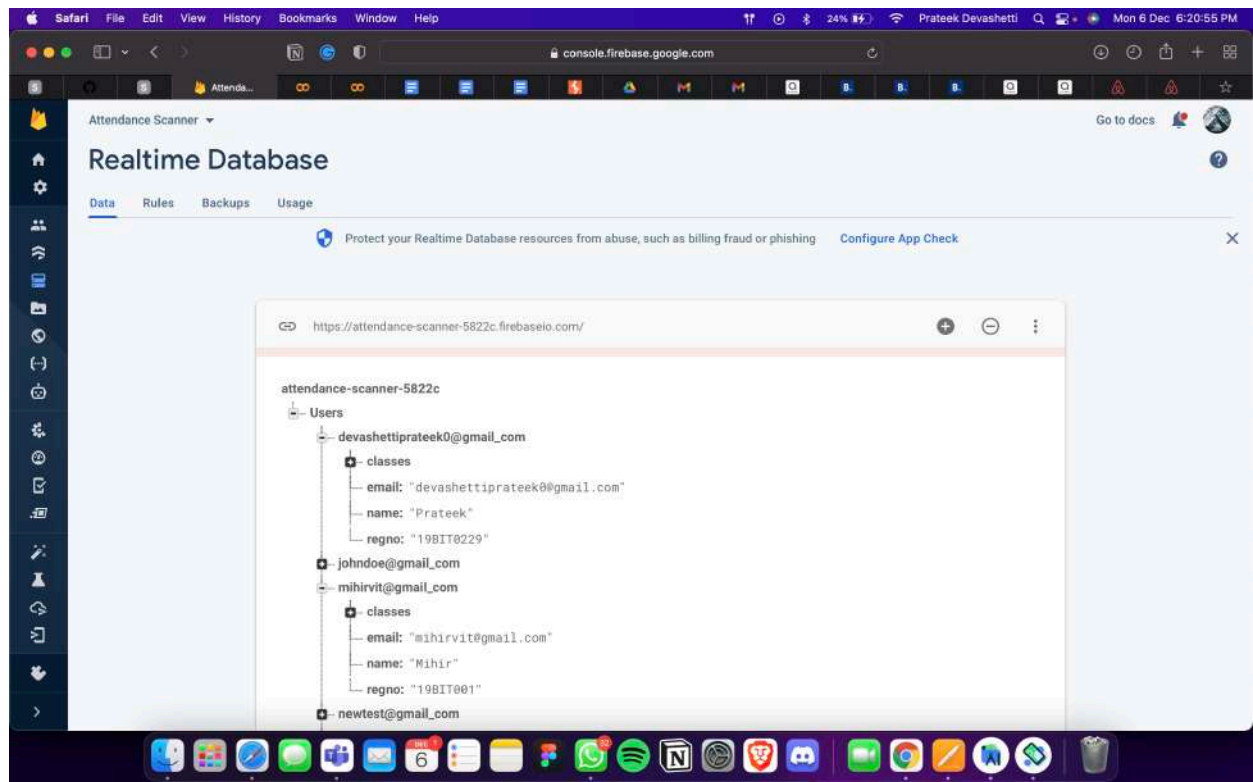 Safari File Edit View History Bookmarks Window Help 24% Prateek Devashetti Mon 6 Dec 6:20:55 PM
console.firebase.google.com
Attenda...
Attendance Scanner Go to docs
Realtime Database
Data Rules Backups Usage
Protect your Realtime Database resources from abuse, such as billing fraud or phishing Configure App Check
https://attendance-scanner-5822c.firebaseio.com/
attendance-scanner-5822c
Users
devashettiprateek0@gmail_com
classes
email: "devashettiprateek0@gmail.com"
name: "Prateek"
regno: "19BIT0229"
johndoe@gmail_com
mihirvit@gmail_com
classes
email: "mihirvit@gmail.com"
name: "Mihir"
regno: "19BIT001"
newtest@gmail_com
DEC
6